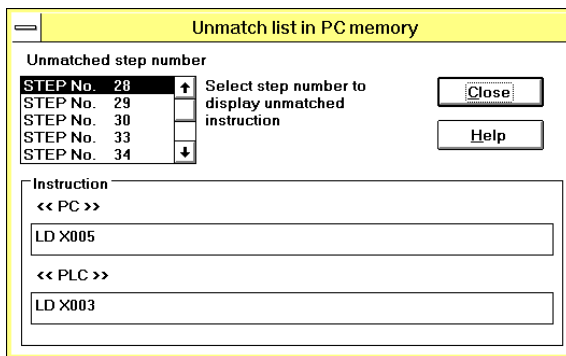 Unmatch list in PC memory
Unmatched step number
STEP No. 28
STEP No. 29
STEP No. 30
STEP No. 33
STEP No. 34
Select step number to
display unmatched
instruction
Close
Help
Instruction
<< PC >>
LD X005
<< PLC >>
LD X003